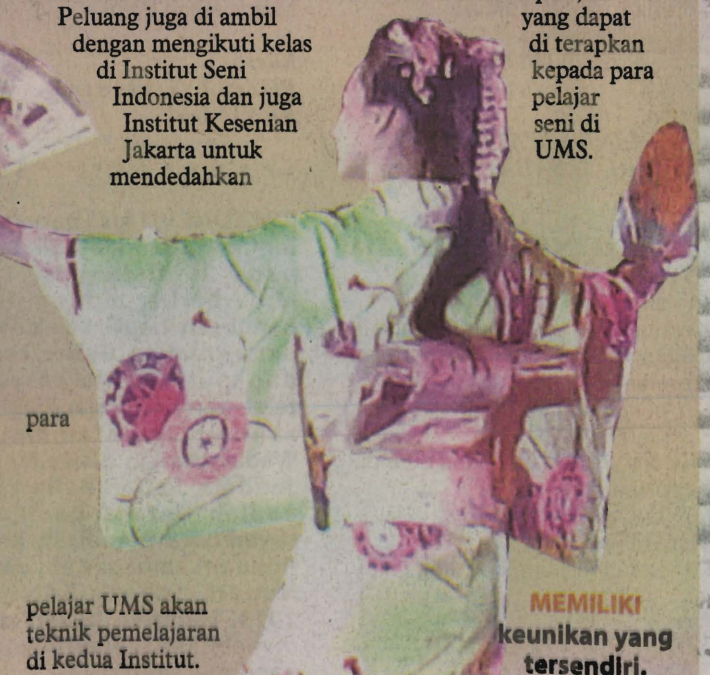 Peluang juga di ambil
dengan mengikuti kelas
di Institut Seni
Indonesia dan juga
Institut Kesenian
Jakarta untuk
mendedahkan
para
pelajar UMS akan
teknik pemelajaran
di kedua Institut.
yang dapat
di terapkan
kepada para
pelajar
seni di
UMS.
MEMILIKI
keunikan yang
tersendiri.